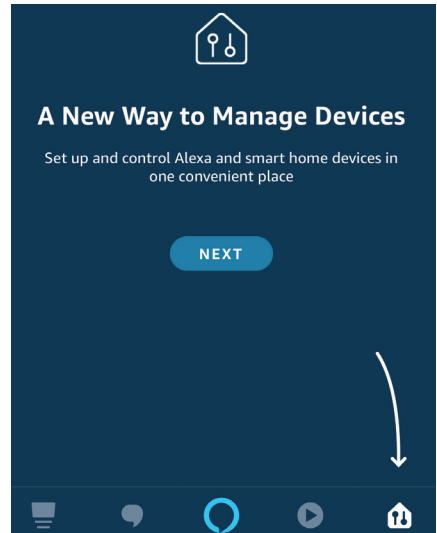 A New Way to Manage Devices
Set up and control Alexa and smart home devices in
one convenient place
NEXT